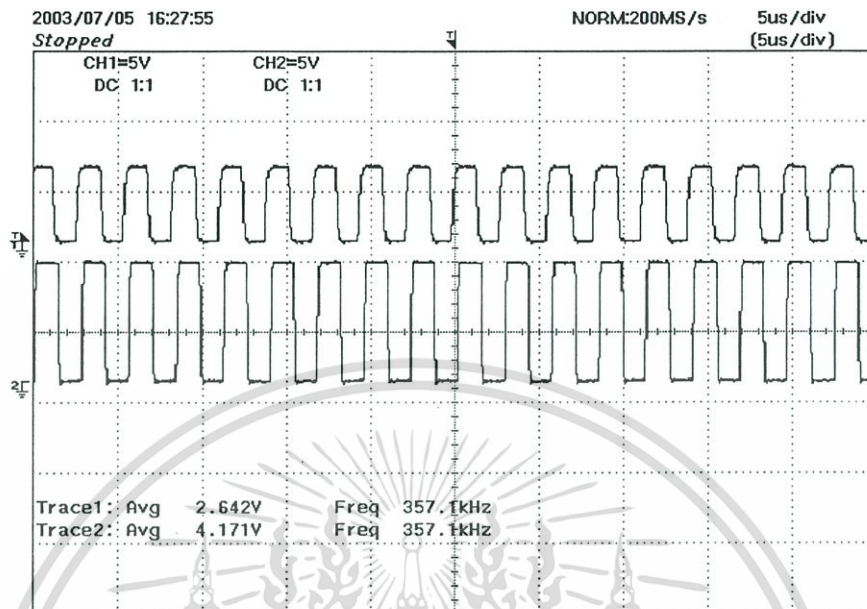 2003/07/05 16:27:55 NORM:200MS/s 5us/div
Stopped (5us/div)
CH1=5V CH2=5V
DC 1:1 DC 1:1
Trace1: Avg 2.642V Freq 357.1kHz
Trace2: Avg 4.171V Freq 357.1kHz